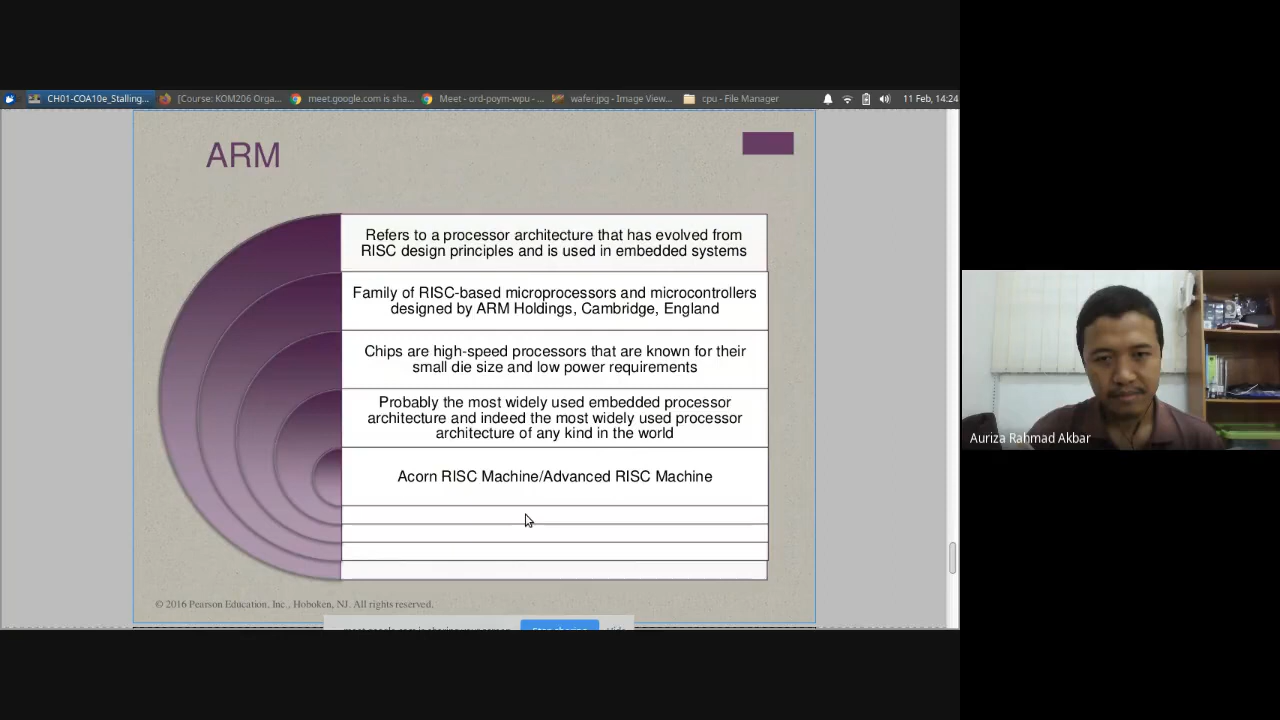 CH01-COA10e_Stalling...
[Course: KOM206 Orga...
meet.google.com is sha...
Meet - ord-poym-wpu - ...
wafer.jpg - Image View...
cpu - File Manager
11 Feb, 14:24
ARM
Refers to a processor architecture that has evolved from
RISC design principles and is used in embedded systems
Family of RISC-based microprocessors and microcontrollers
designed by ARM Holdings, Cambridge, England
Chips are high-speed processors that are known for their
small die size and low power requirements
Probably the most widely used embedded processor
architecture and indeed the most widely used processor
architecture of any kind in the world
Acorn RISC Machine/Advanced RISC Machine
© 2016 Pearson Education, Inc., Hoboken, NJ. All rights reserved.
Auriza Rahmad Akbar